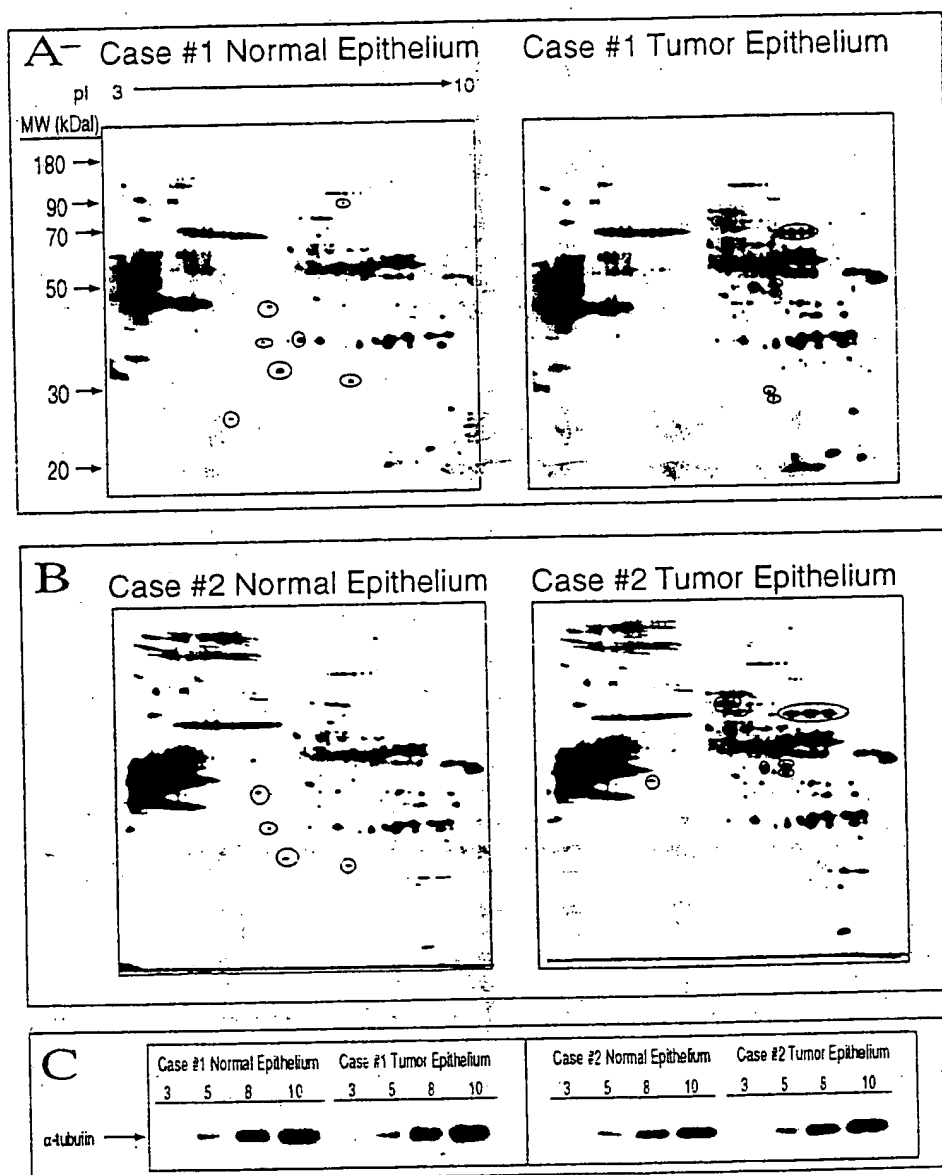 A- Case #1 Normal Epithelium Case #1 Tumor Epithelium
pI 3 10
MW (kDal)
180
90
70
50
30
20
B Case #2 Normal Epithelium Case #2 Tumor Epithelium
C Case #1 Normal Epithelium Case #1 Tumor Epithelium Case #2 Normal Epithelium Case #2 Tumor Epithelium
3 5 8 10 3 5 8 10 3 5 8 10 3 5 8 10
α-tubulin